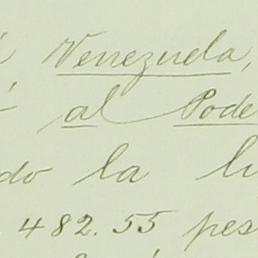 Venezuela,
al Pode
do la li
482.55 pes